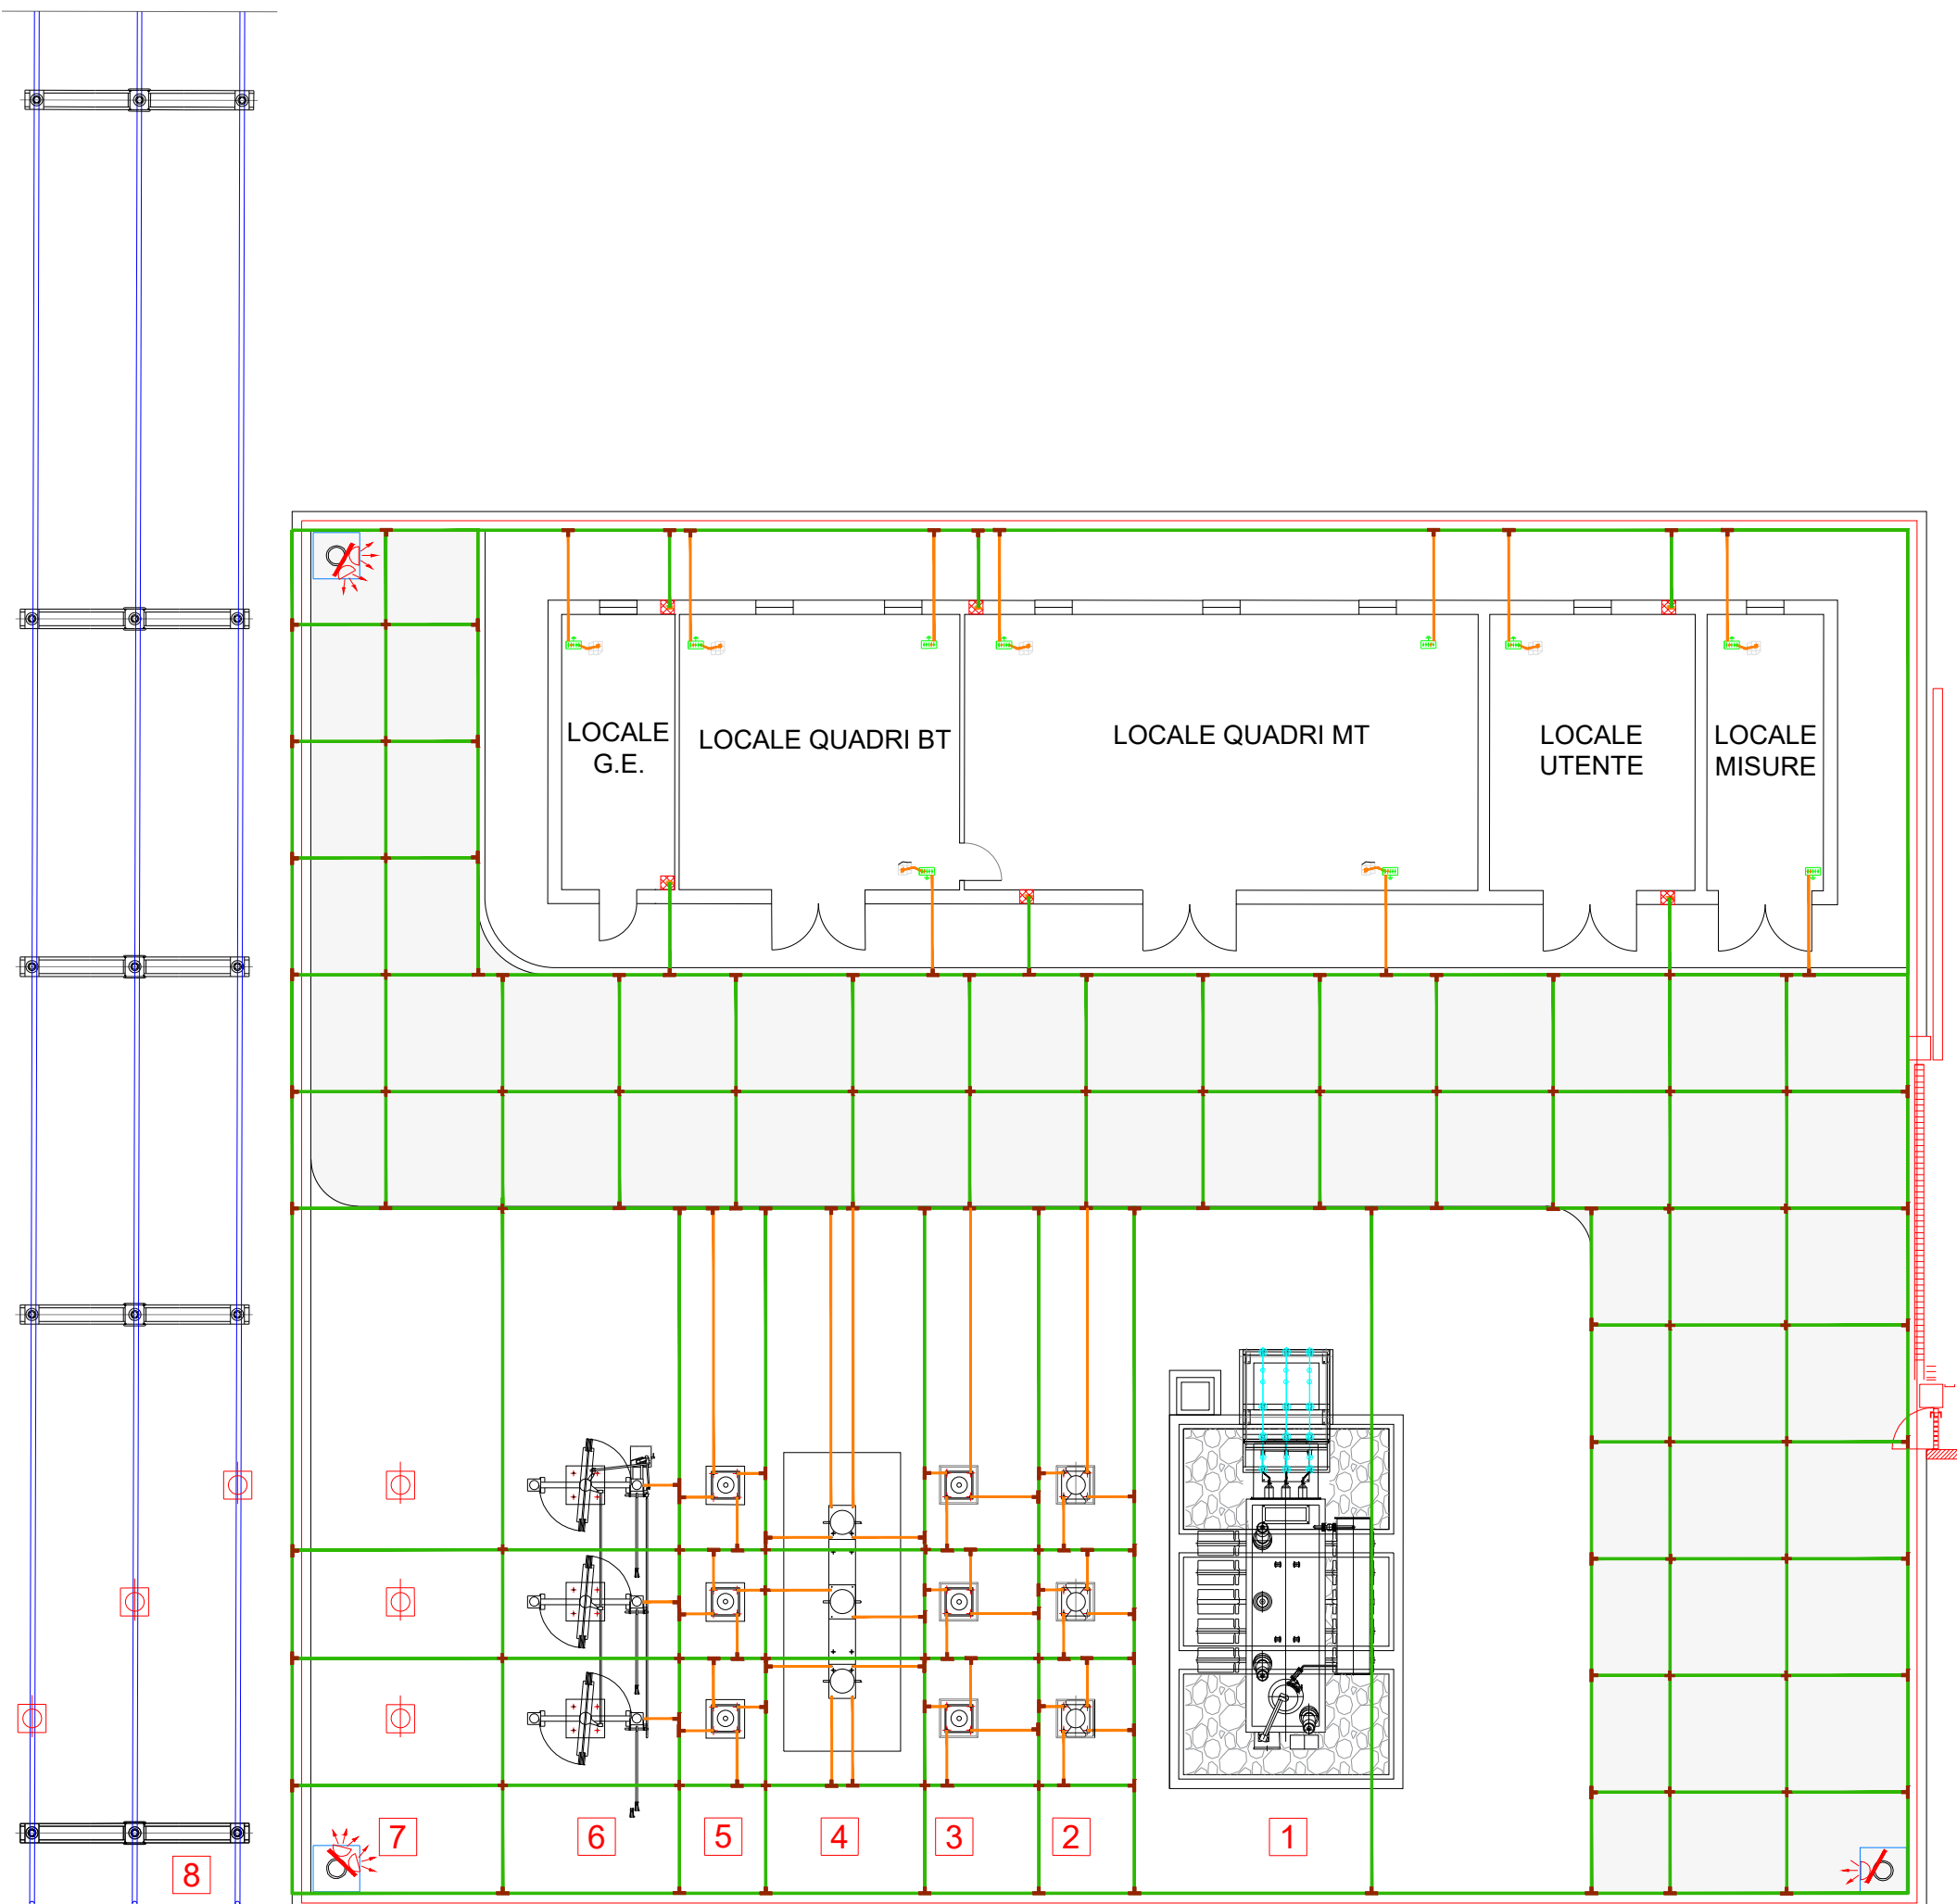 LOCALE
G.E.
LOCALE QUADRI BT
LOCALE QUADRI MT
LOCALE
UTENTE
LOCALE
MISURE
7
6
5
4
3
2
1
8